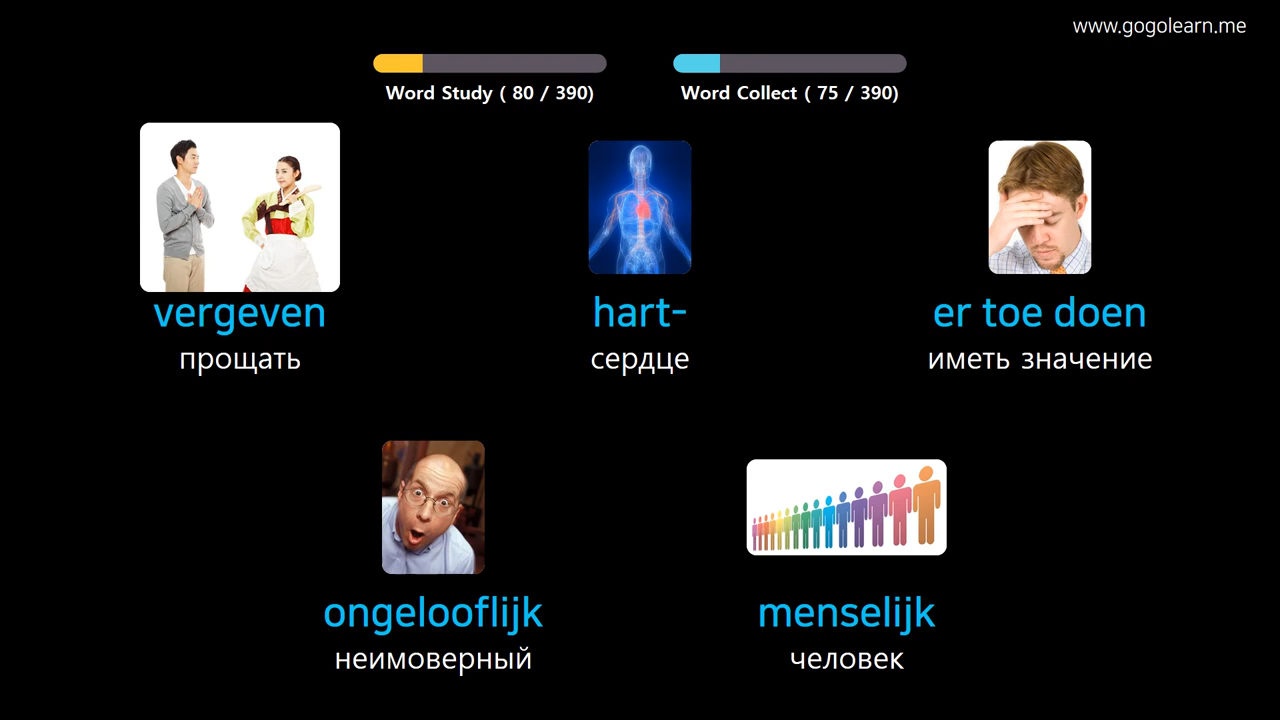 www.gogolearn.me
Word Study ( 80 / 390)
Word Collect ( 75 / 390)
vergeven
прощать
hart-
сердце
er toe doen
иметь значение
ongelooflijk
неимоверный
menselijk
человек